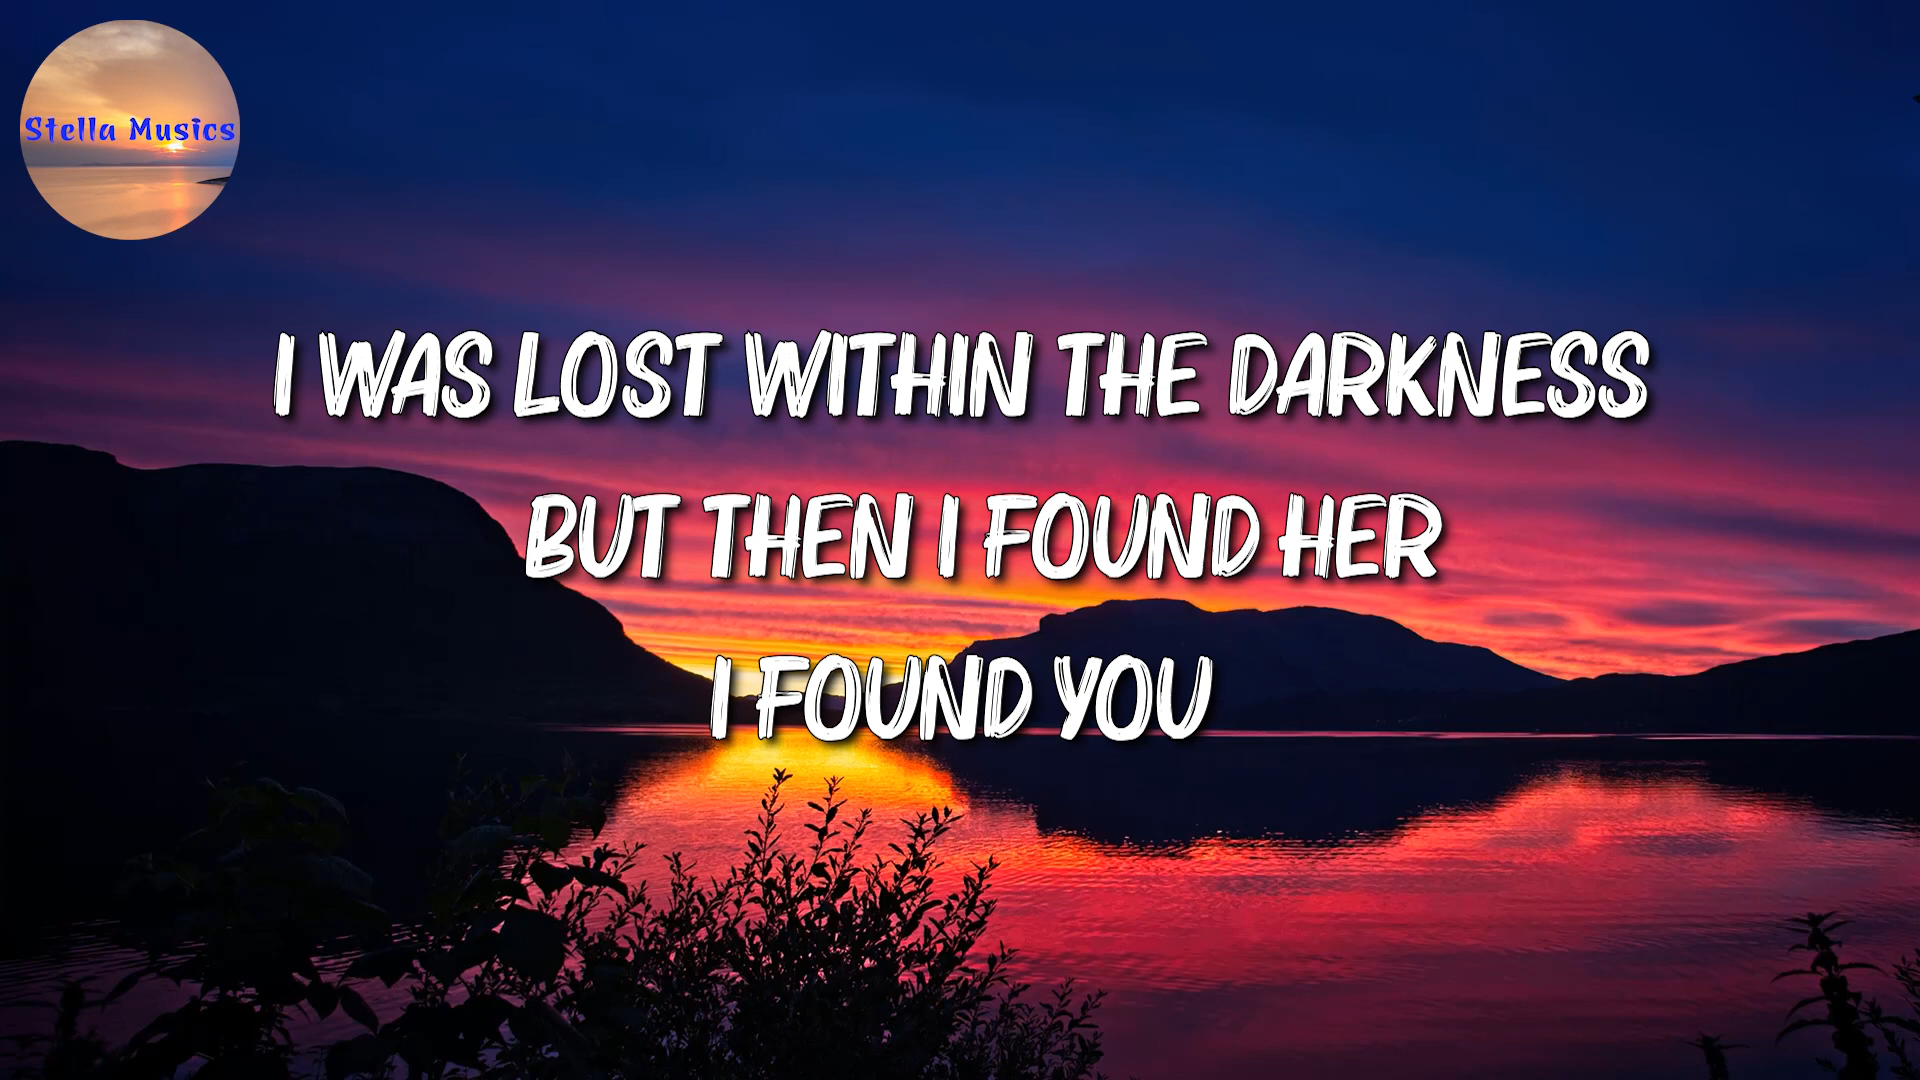 Stella Musics
I WAS LOST WITHIN THE DARKNESS
BUT THEN I FOUND HER
I FOUND YOU